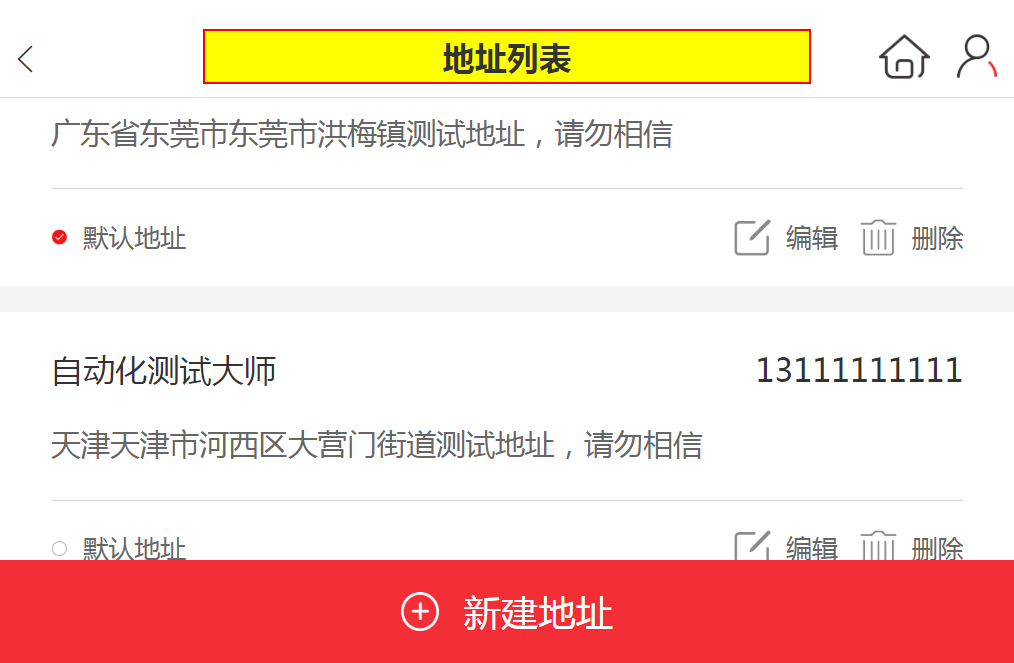 地址列表
广东省东莞市东莞市洪梅镇测试地址，请勿相信
默认地址 编辑 删除
自动化测试大师 13111111111
天津天津市河西区大营门街道测试地址，请勿相信
默认地址 编辑 删除
新建地址